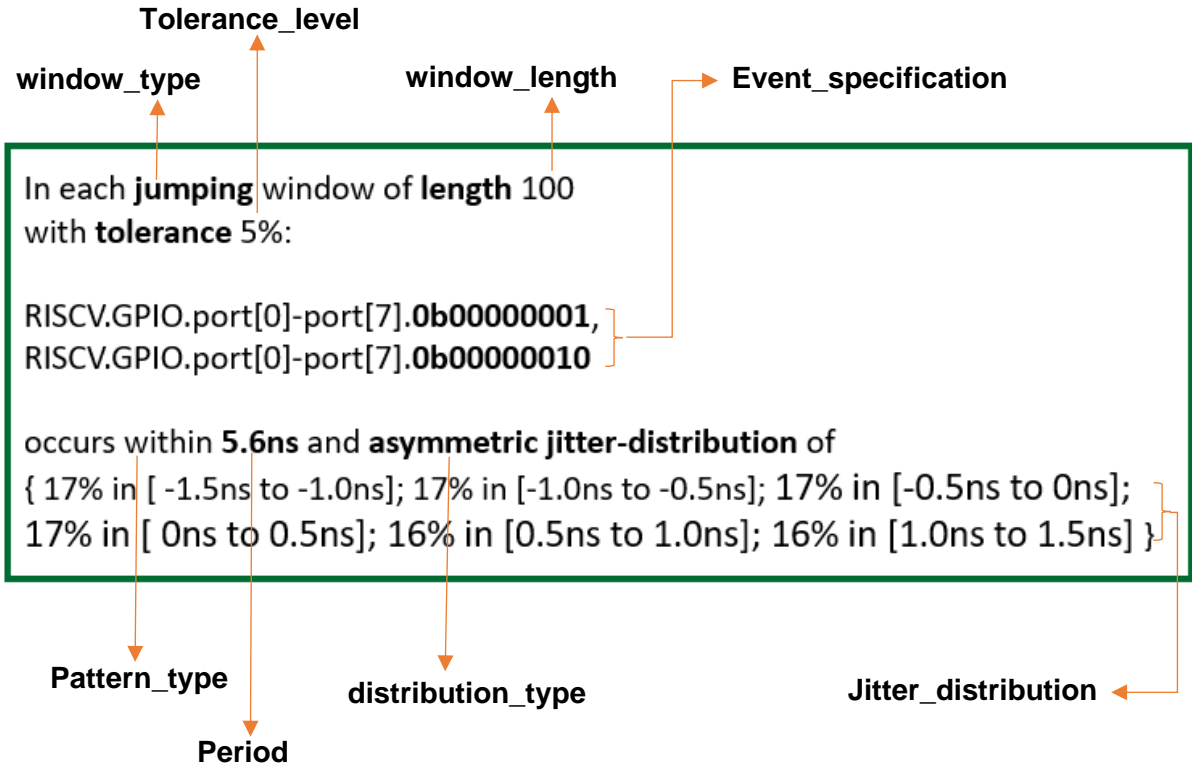 Tolerance_level
window_type window_length Event_specification
In each jumping window of length 100
with tolerance 5%:
RISCV.GPIO.port[0]-port[7].0b00000001,
RISCV.GPIO.port[0]-port[7].0b00000010
occurs within 5.6ns and asymmetric jitter-distribution of
{ 17% in [ -1.5ns to -1.0ns]; 17% in [-1.0ns to -0.5ns]; 17% in [-0.5ns to 0ns];
17% in [ 0ns to 0.5ns]; 16% in [0.5ns to 1.0ns]; 16% in [1.0ns to 1.5ns] }
Pattern_type distribution_type Jitter_distribution
Period